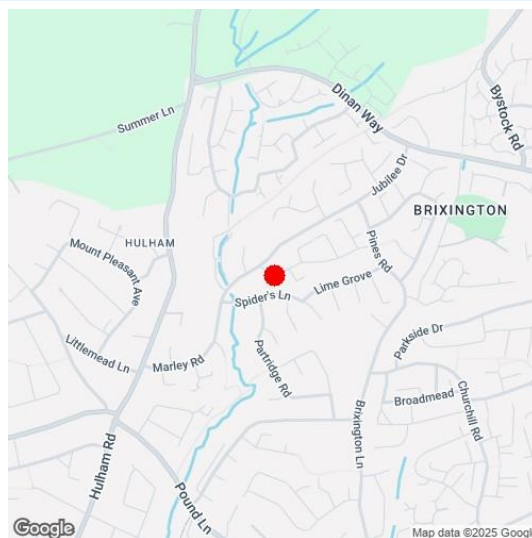 Dinan Way
Bystock Rd
Summer Ln
Jubilee Dr
BRIXINGTON
HULHAM
Mount Pleasant Ave
Pines Rd
Spider's Ln
Lime Grove
Littlemead Ln
Marley Rd
Partridge Rd
Parkside Dr
Broadmead
Churchill Rd
Brixington Ln
Hulham Rd
Pound Ln
Google
Map data ©2025 Google